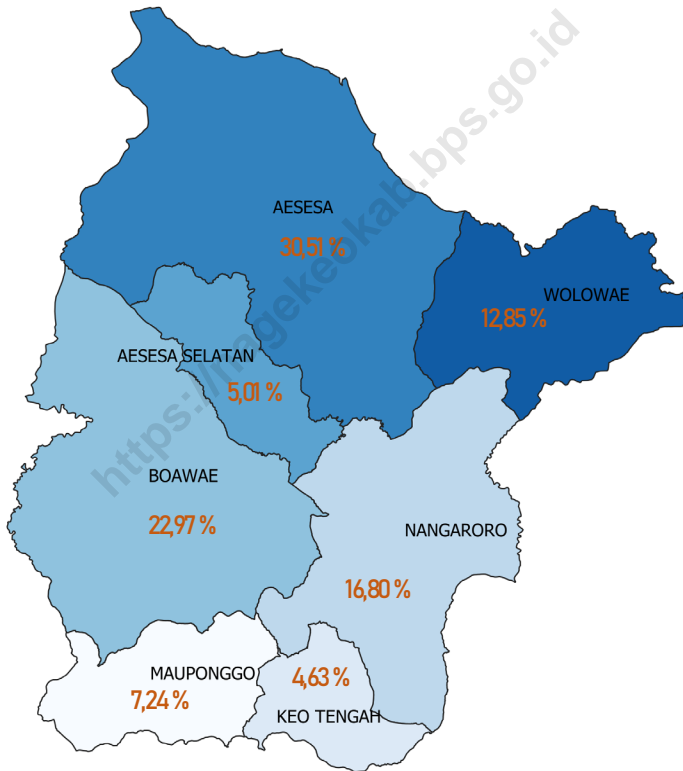 https://nagekeokab.bps.go.id
AESESA
30,51 %
WOLOWAE
12,85 %
AESESA SELATAN
5,01 %
BOAWAE
22,97 %
NANGARORO
16,80 %
MAUPONGGO
7,24 %
4,63 %
KEO TENGAH